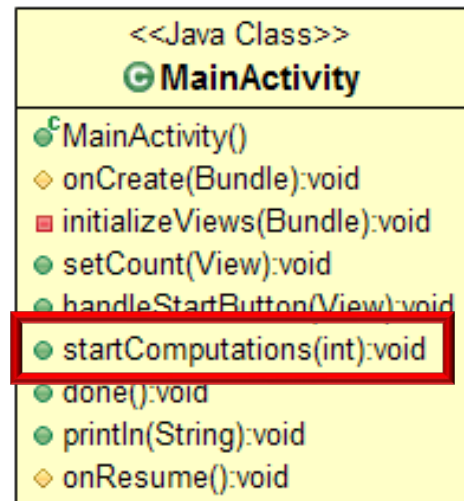 <<Java Class>>
G MainActivity
c MainActivity()
onCreate(Bundle):void
initializeViews(Bundle):void
setCount(View):void
handleStartButton(View):void
startComputations(int):void
done():void
println(String):void
onResume():void